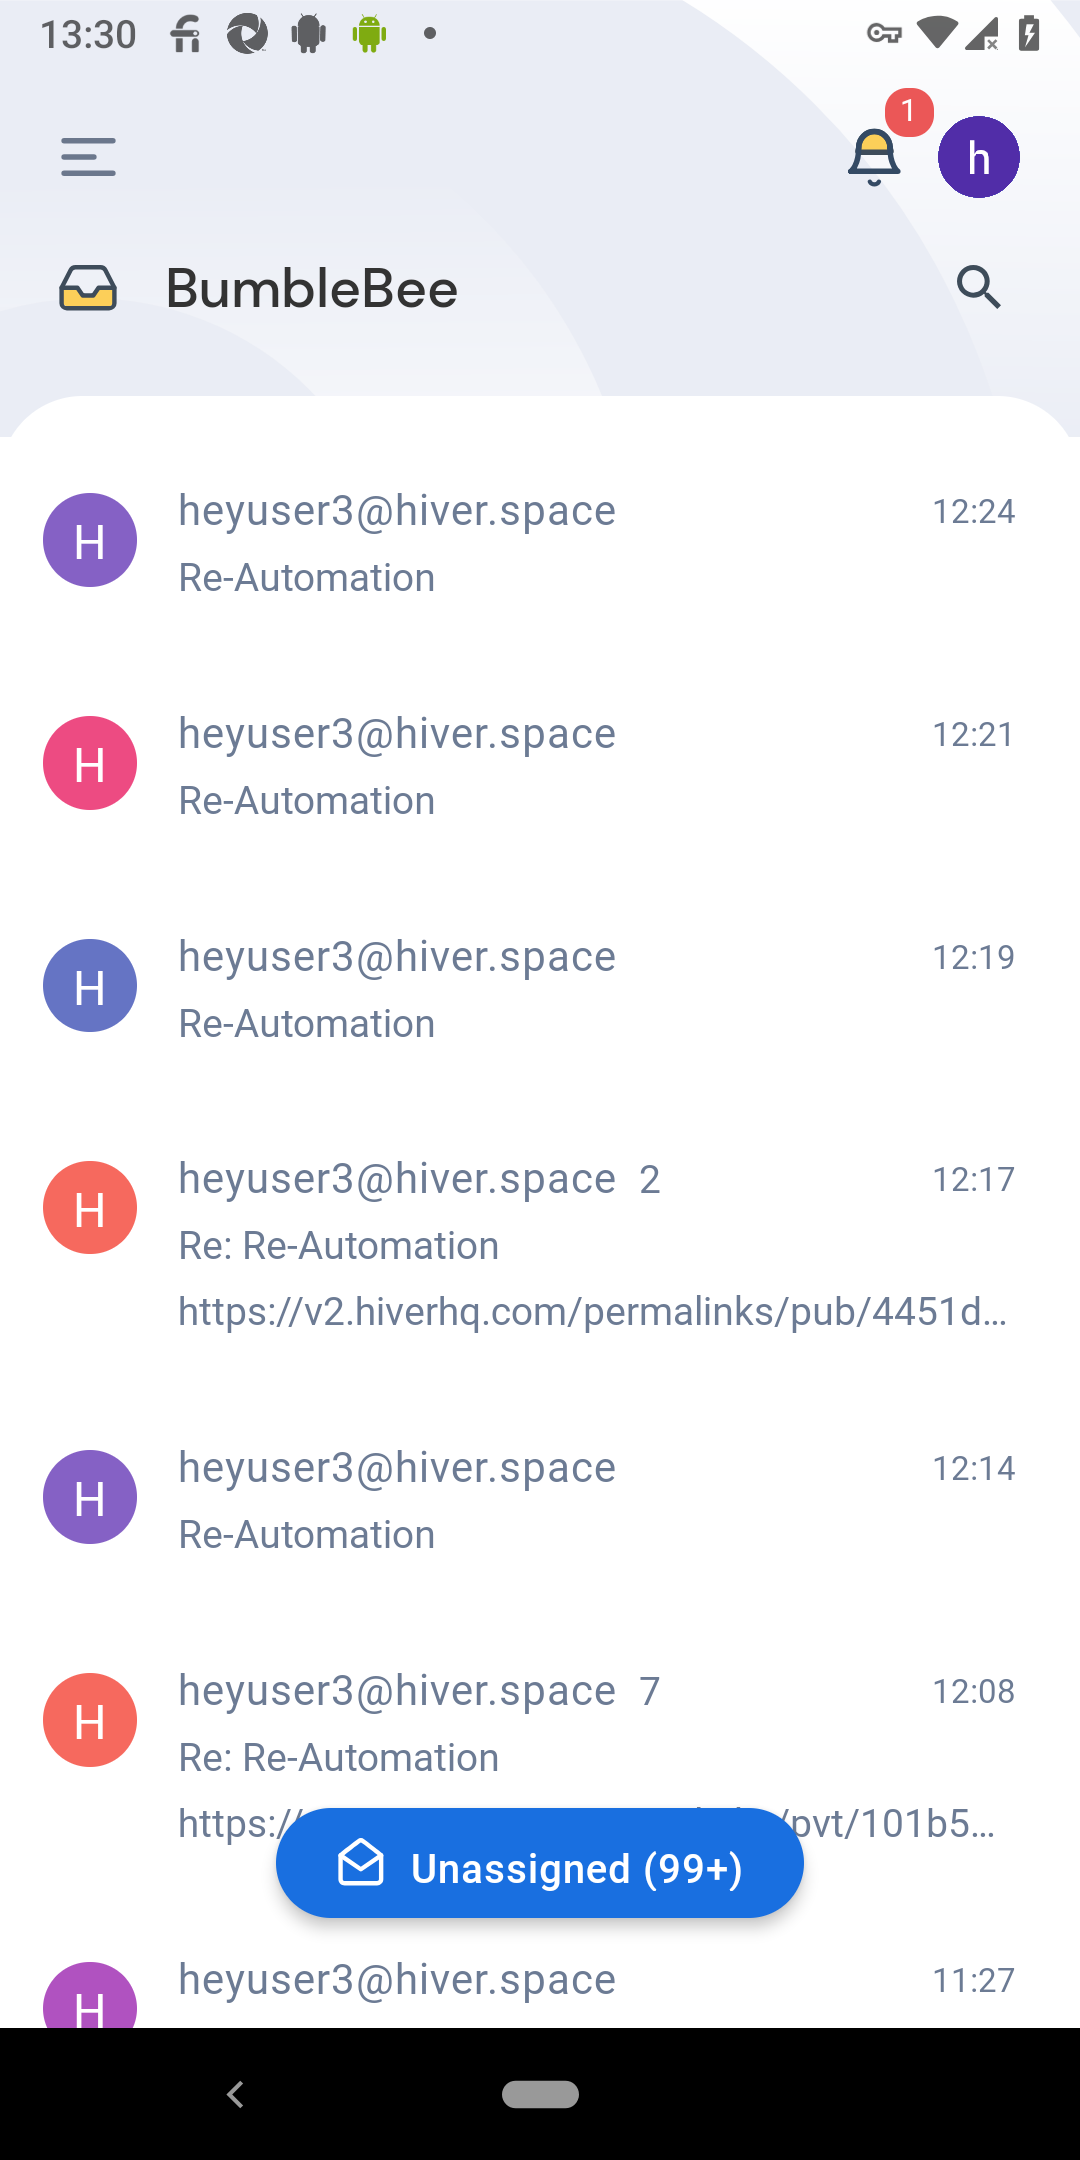 13:30
1
h
BumbleBee
H
heyuser3@hiver.space 12:24
Re-Automation
H
heyuser3@hiver.space 12:21
Re-Automation
H
heyuser3@hiver.space 12:19
Re-Automation
H
heyuser3@hiver.space 2 12:17
Re: Re-Automation
https://v2.hiverhq.com/permalinks/pub/4451d…
H
heyuser3@hiver.space 12:14
Re-Automation
H
heyuser3@hiver.space 7 12:08
Re: Re-Automation
https:/ /pvt/101b5…
Unassigned (99+)
H
heyuser3@hiver.space 11:27